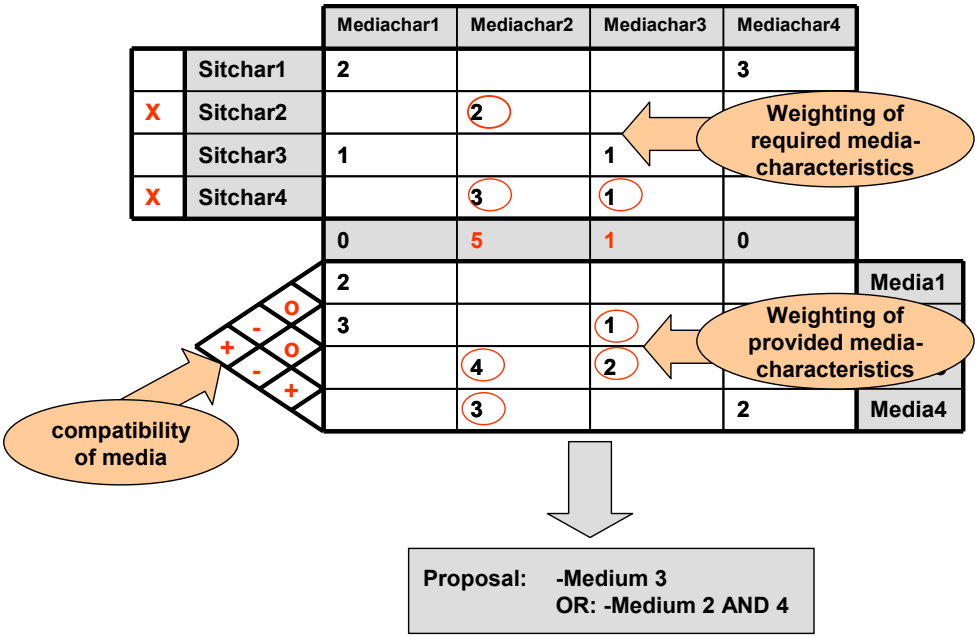 Mediachar1 Mediachar2 Mediachar3 Mediachar4
Sitchar1 2 3
X Sitchar2 2
Sitchar3 1 1
X Sitchar4 3 1
Weighting of
required media-
characteristics
0 5 1 0
2 Media1
3 1
4 2
3 2 Media4
Weighting of
provided media-
characteristics
o
-
+ o
-
+
compatibility
of media
Proposal: -Medium 3
OR: -Medium 2 AND 4